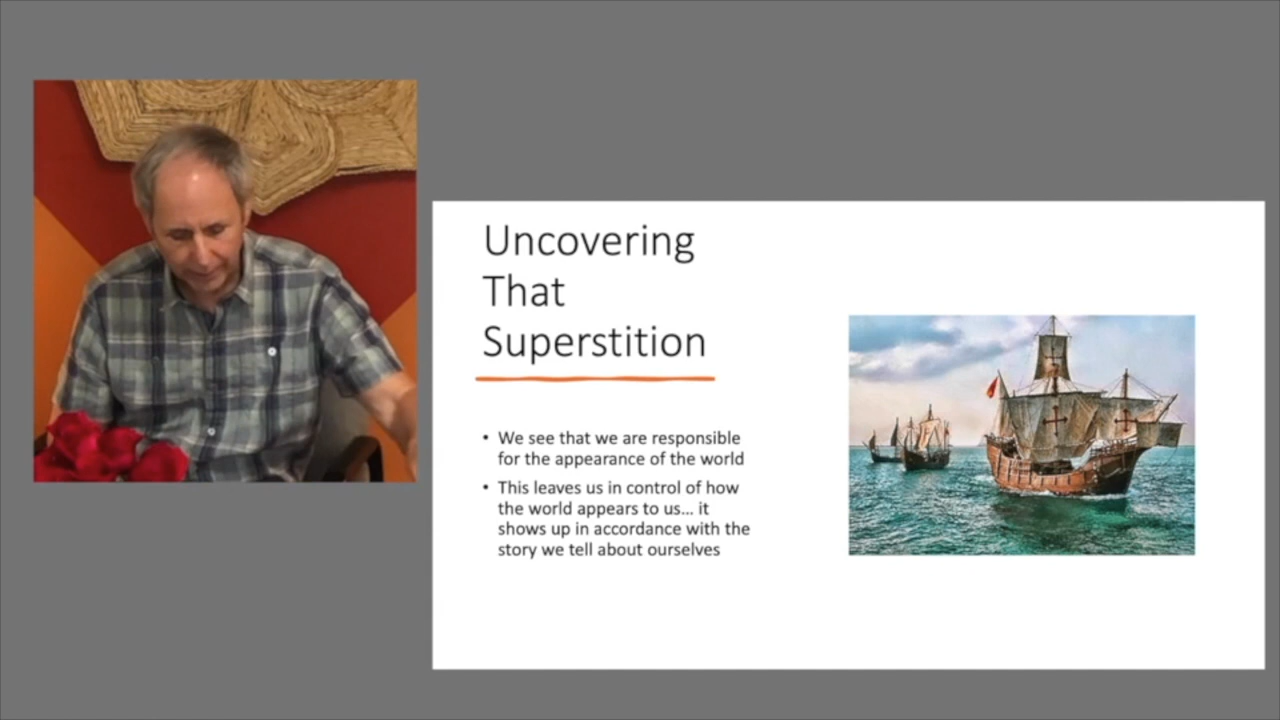 Uncovering
That
Superstition
• We see that we are responsible
for the appearance of the world
• This leaves us in control of how
the world appears to us... it
shows up in accordance with the
story we tell about ourselves